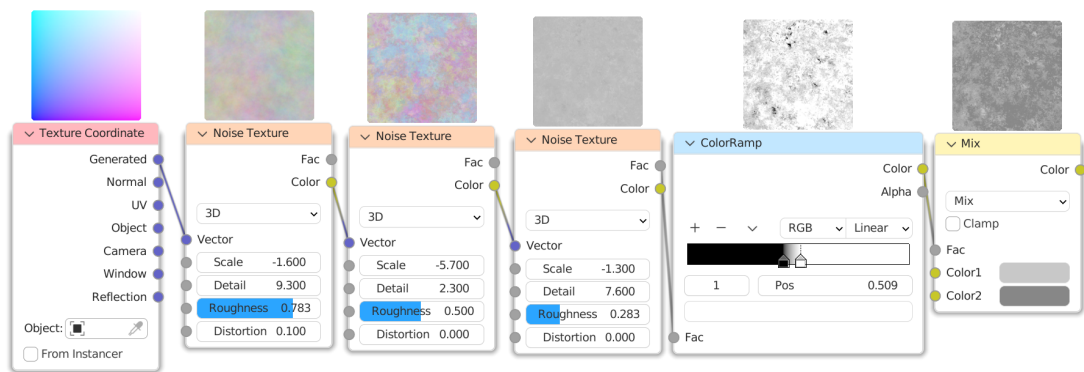 Texture Coordinate
Generated
Normal
UV
Object
Camera
Window
Reflection
Object:
From Instancer
Noise Texture
Fac
Color
3D
Vector
Scale -1.600
Detail 9.300
Roughness 0.783
Distortion 0.100
Noise Texture
Fac
Color
3D
Vector
Scale -5.700
Detail 2.300
Roughness 0.500
Distortion 0.000
Noise Texture
Fac
Color
3D
Vector
Scale -1.300
Detail 7.600
Roughness 0.283
Distortion 0.000
ColorRamp
Color
Alpha
+ − RGB Linear
1 Pos 0.509
Fac
Mix
Color
Mix
Clamp
Fac
Color1
Color2